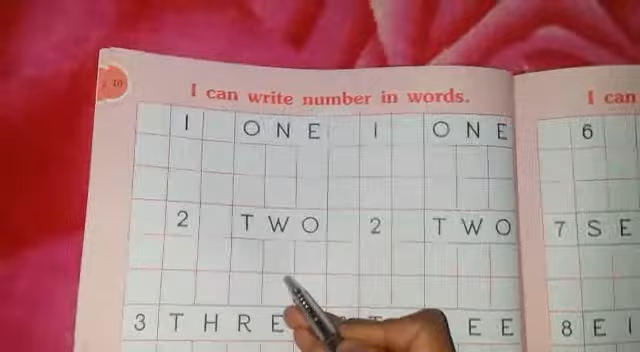 I can write number in words.
1 ONE 1 ONE
2 TWO 2 TWO
3 THRE EE
I can
6
7 SE
8 EI